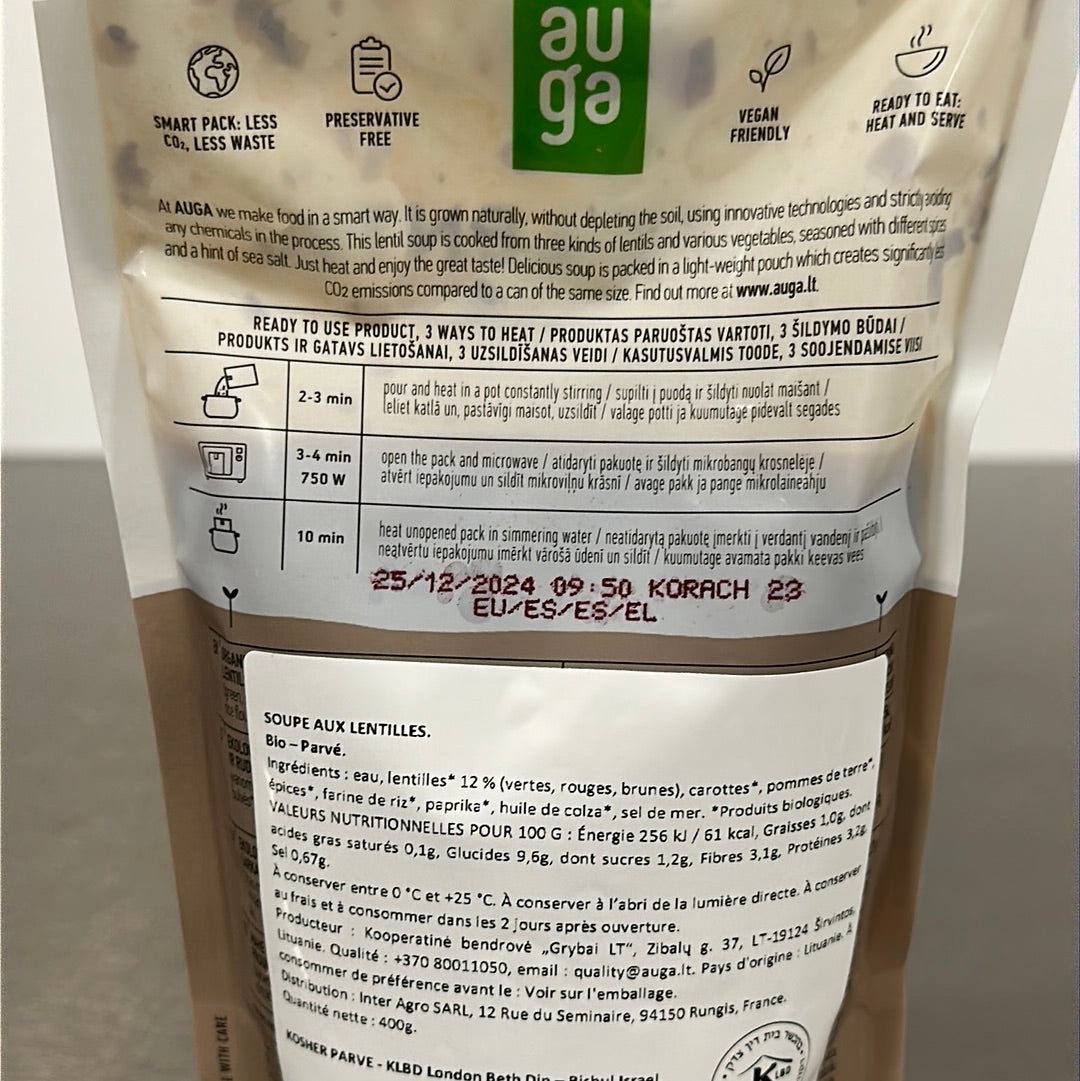 au
ga
SMART PACK: LESS
CO₂, LESS WASTE
PRESERVATIVE
FREE
VEGAN
FRIENDLY
READY TO EAT:
HEAT AND SERVE
At AUGA we make food in a smart way. It is grown naturally, without depleting the soil, using innovative technologies and strictly avoiding
any chemicals in the process. This lentil soup is cooked from three kinds of lentils and various vegetables, seasoned with different spices
and a hint of sea salt. Just heat and enjoy the great taste! Delicious soup is packed in a light-weight pouch which creates significantly less
CO2 emissions compared to a can of the same size. Find out more at www.auga.lt.
READY TO USE PRODUCT, 3 WAYS TO HEAT / PRODUKTAS PARUOŠTAS VARTOTI, 3 ŠILDYMO BŪDAI /
PRODUKTS IR GATAVS LIETOŠANAI, 3 UZSILDĪŠANAS VEIDI / KASUTUSVALMIS TOODE, 3 SOOJENDAMISE VIISI
2-3 min
pour and heat in a pot constantly stirring / supilti į puodą ir šildyti nuolat maišant /
Ieliet katlā un, pastāvīgi maisot, uzsildīt / valage potti ja kuumutage pidevalt segades
3-4 min
750 W
open the pack and microwave / atidaryti pakuotę ir šildyti mikrobangų krosnelėje /
atvērt iepakojumu un sildīt mikroviļņu krāsnī / avage pakk ja pange mikrolaineahju
10 min
heat unopened pack in simmering water / neatidarytą pakuotę įmerkti į verdantį vandenį ir
neatvērtu iepakojumu imērkt vārošā ūdenī un sildīt / kuumutage avamata pakki keevas vees
25/12/2024 09:50 KORACH 23
EU/ES/ES/EL
SOUPE AUX LENTILLES.
Bio – Parvé.
Ingrédients : eau, lentilles* 12 % (vertes, rouges, brunes), carottes*, pommes de terre*,
épices*, farine de riz*, paprika*, huile de colza*, sel de mer. *Produits biologiques.
VALEURS NUTRITIONNELLES POUR 100 G : Énergie 256 kJ / 61 kcal, Graisses 1,0g, dont
acides gras saturés 0,1g, Glucides 9,6g, dont sucres 1,2g, Fibres 3,1g, Protéines 3,2g,
Sel 0,67g.
À conserver entre 0 °C et +25 °C. À conserver à l'abri de la lumière directe. À conserver
au frais et à consommer dans les 2 jours après ouverture.
Producteur : Kooperatinė bendrovė „Grybai LT“, Zibalų g. 37, LT-19124 Širvintos,
Lituanie. Qualité : +370 80011050, email : quality@auga.lt. Pays d'origine : Lituanie. À
consommer de préférence avant le : Voir sur l'emballage.
Distribution : Inter Agro SARL, 12 Rue du Seminaire, 94150 Rungis, France.
Quantité nette : 400g.
KOSHER PARVE - KLBD London Beth Din – Bishul Israel
KLBD
WITH CARE